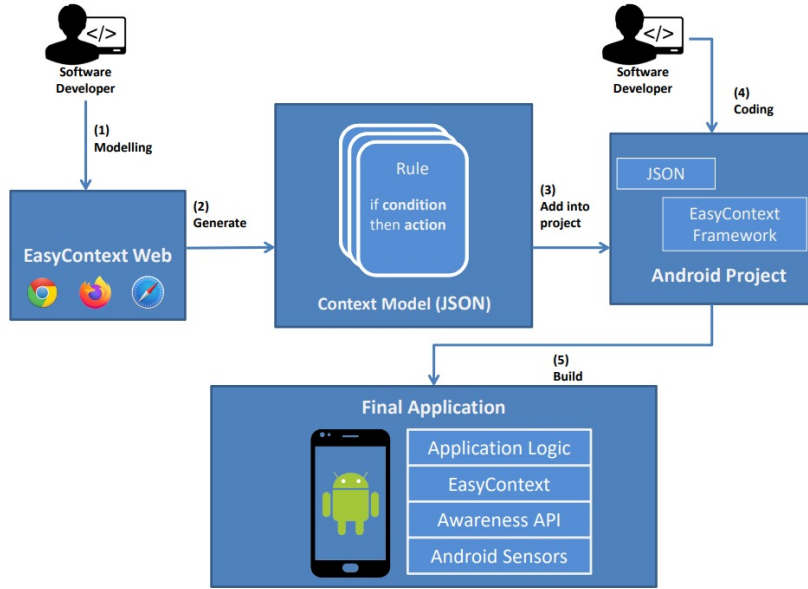 </>
Software
Developer
(1)
Modelling
EasyContext Web
(2)
Generate
Rule
if condition
then action
Context Model (JSON)
(3)
Add into
project
</>
Software
Developer
(4)
Coding
JSON
EasyContext
Framework
Android Project
(5)
Build
Final Application
Application Logic
EasyContext
Awareness API
Android Sensors